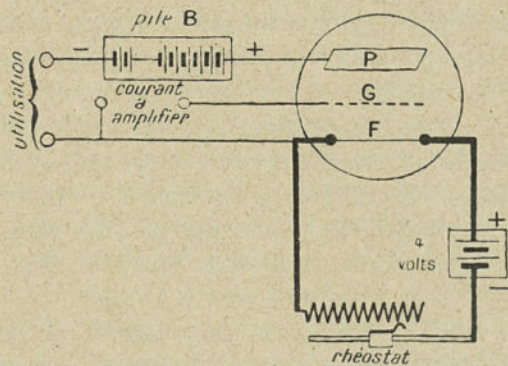 pile B
− +
P
utilisation
courant
à
amplifier
G
F
+
4
volts
−
rhéostat